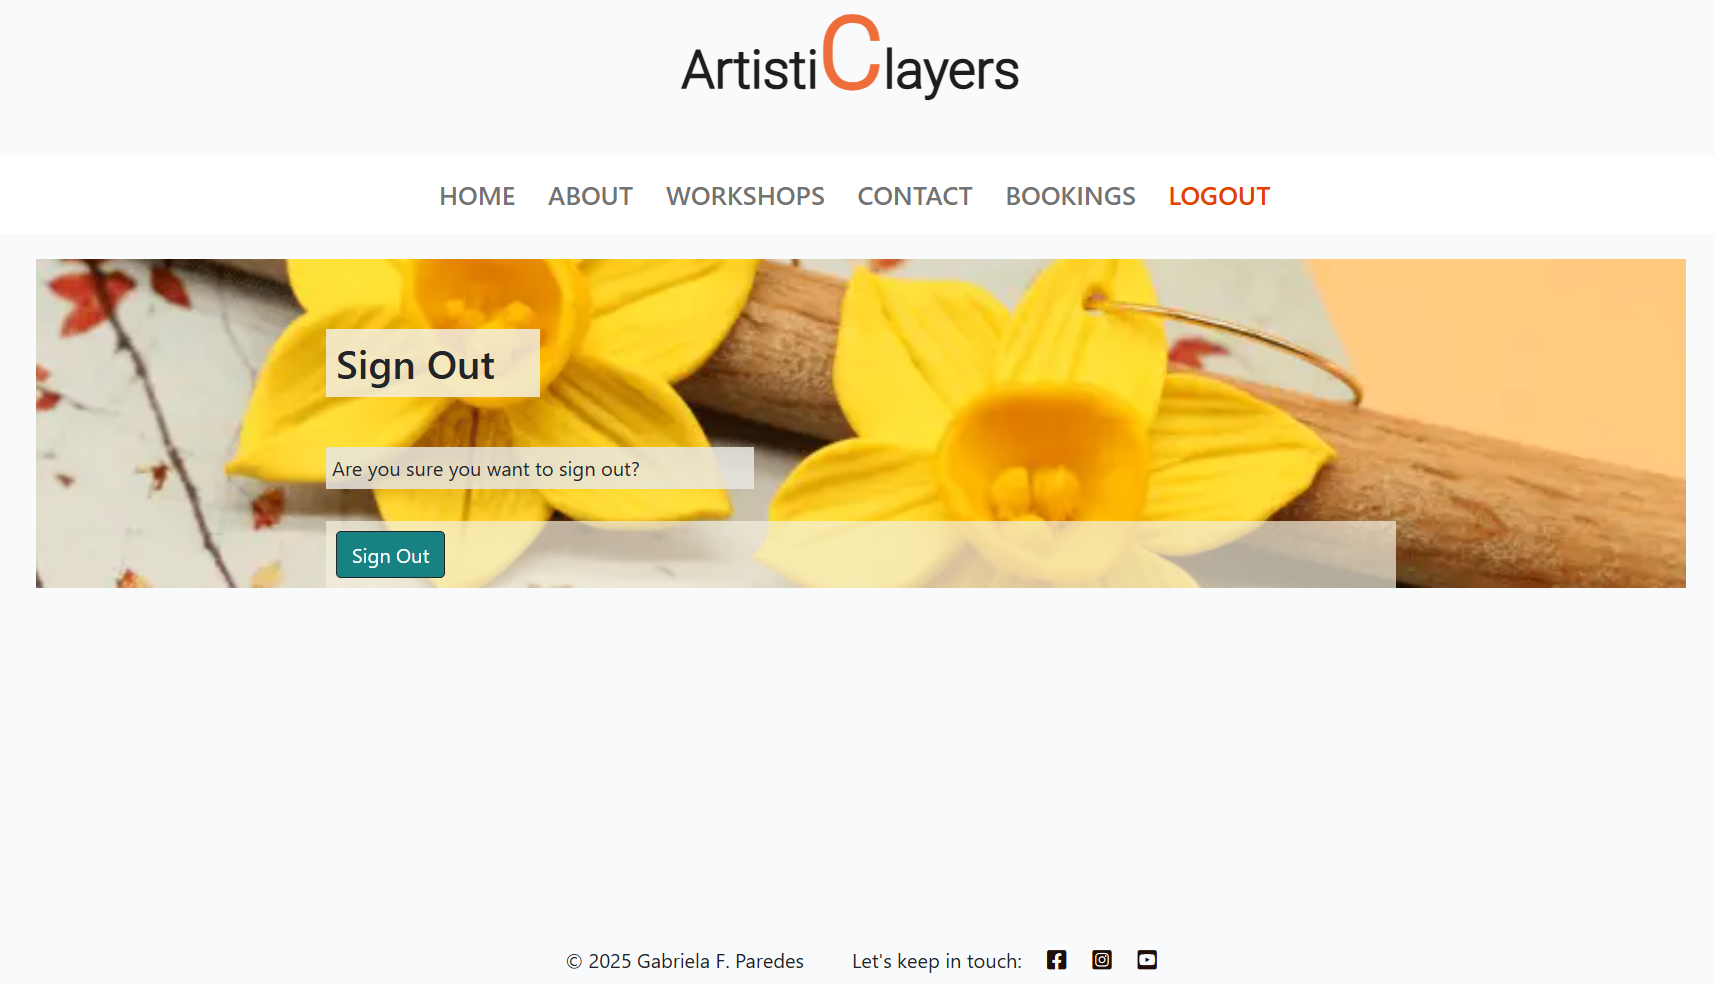 ArtistiClayers
HOME ABOUT WORKSHOPS CONTACT BOOKINGS LOGOUT
Sign Out
Are you sure you want to sign out?
Sign Out
© 2025 Gabriela F. Paredes Let's keep in touch: